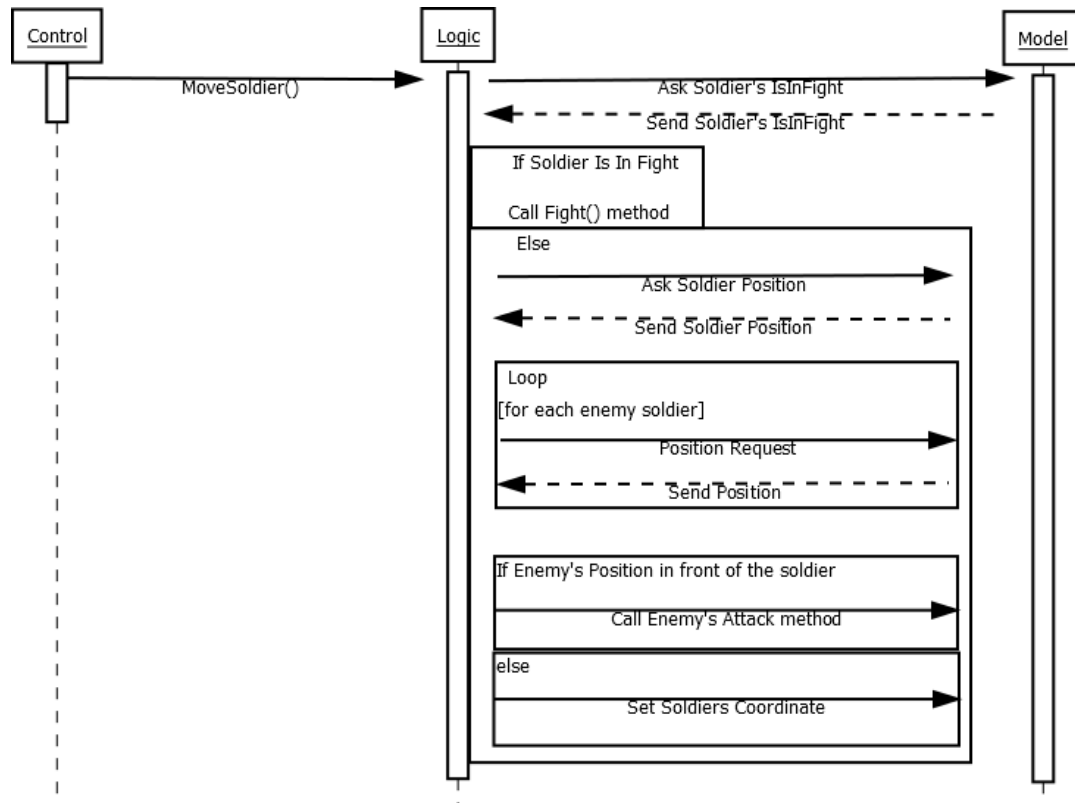 Control
Logic
Model
MoveSoldier()
Ask Soldier's IsInFight
Send Soldier's IsInFight
If Soldier Is In Fight
Call Fight() method
Else
Ask Soldier Position
Send Soldier Position
Loop
[for each enemy soldier]
Position Request
Send Position
If Enemy's Position in front of the soldier
Call Enemy's Attack method
else
Set Soldiers Coordinate